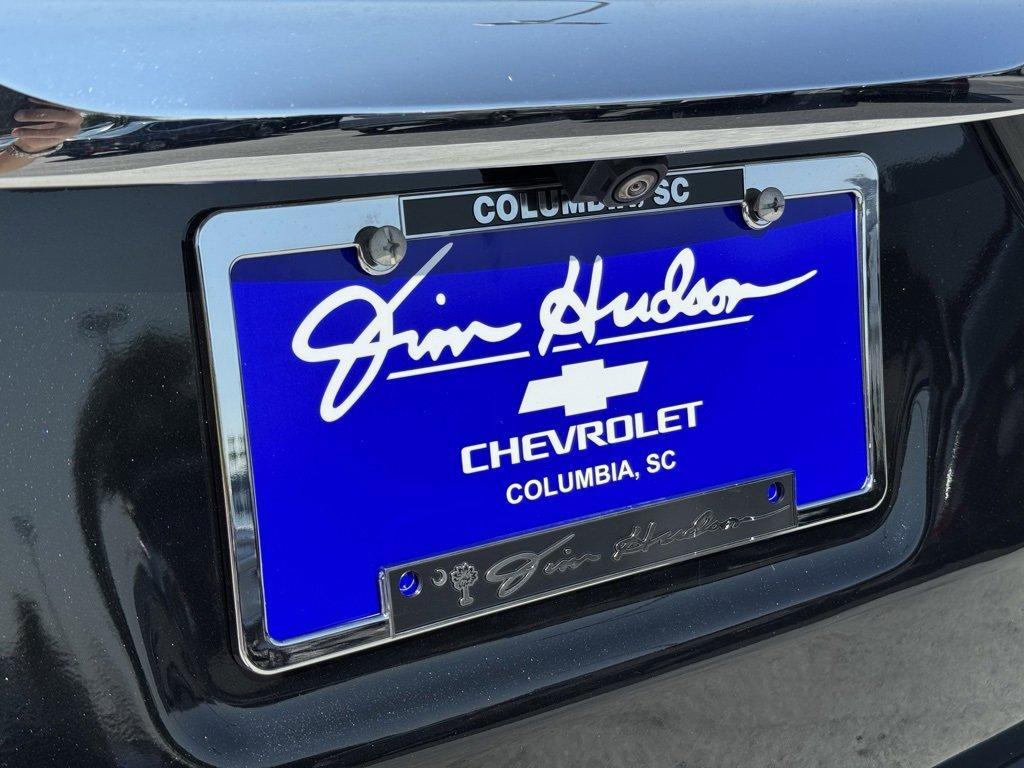 COLUMBIA, SC
Jim Hudson
CHEVROLET
COLUMBIA, SC
Jim Hudson